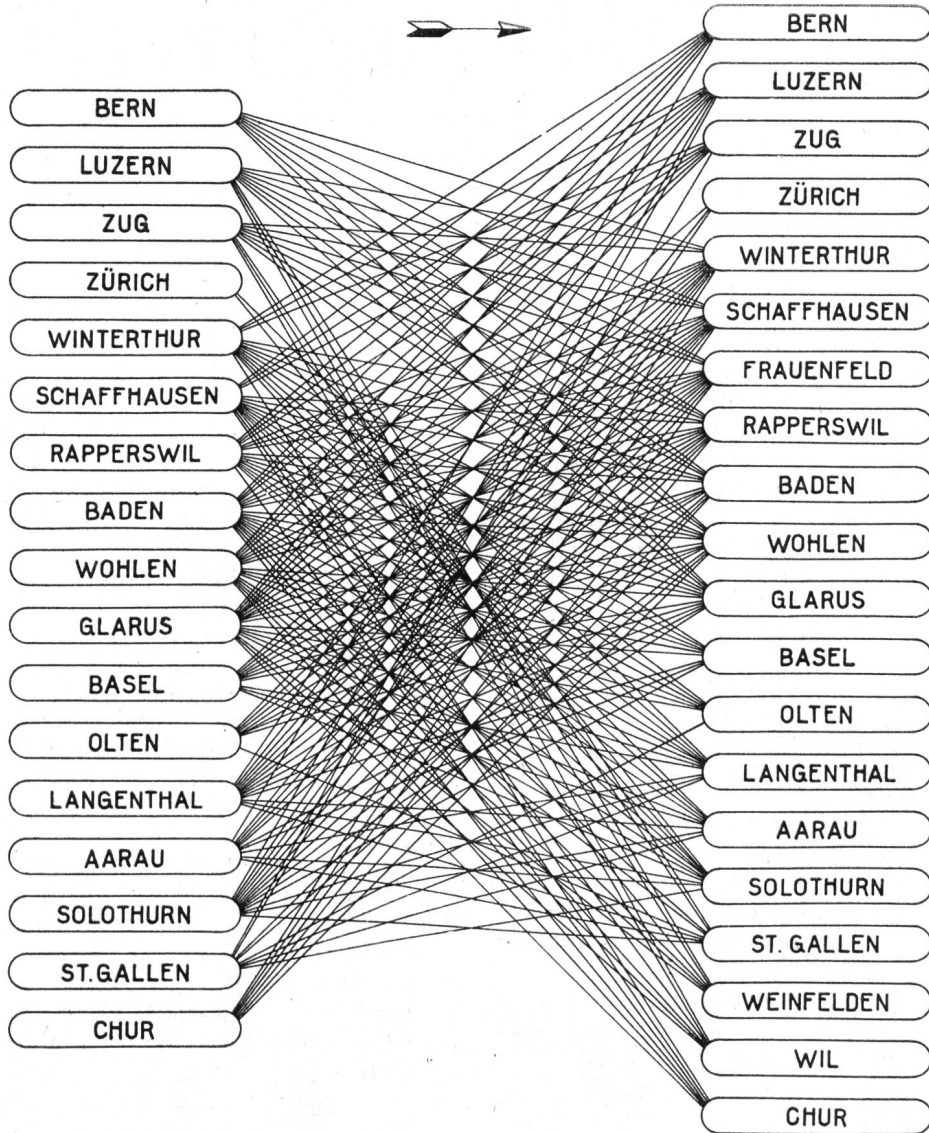 BERN
LUZERN
ZUG
ZÜRICH
WINTERTHUR
SCHAFFHAUSEN
RAPPERSWIL
BADEN
WOHLEN
GLARUS
BASEL
OLTEN
LANGENTHAL
AARAU
SOLOTHURN
ST.GALLEN
CHUR
BERN
LUZERN
ZUG
ZÜRICH
WINTERTHUR
SCHAFFHAUSEN
FRAUENFELD
RAPPERSWIL
BADEN
WOHLEN
GLARUS
BASEL
OLTEN
LANGENTHAL
AARAU
SOLOTHURN
ST. GALLEN
WEINFELDEN
WIL
CHUR